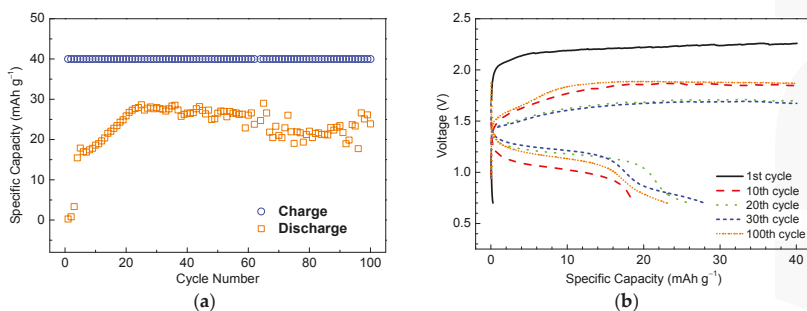 50
40
30
20
10
0
Specific Capacity (mAh g⁻¹)
Charge
Discharge
0 20 40 60 80 100
Cycle Number
(a)
2.5
2.0
1.5
1.0
0.5
Voltage (V)
1st cycle
10th cycle
20th cycle
30th cycle
100th cycle
0 10 20 30 40
Specific Capacity (mAh g⁻¹)
(b)